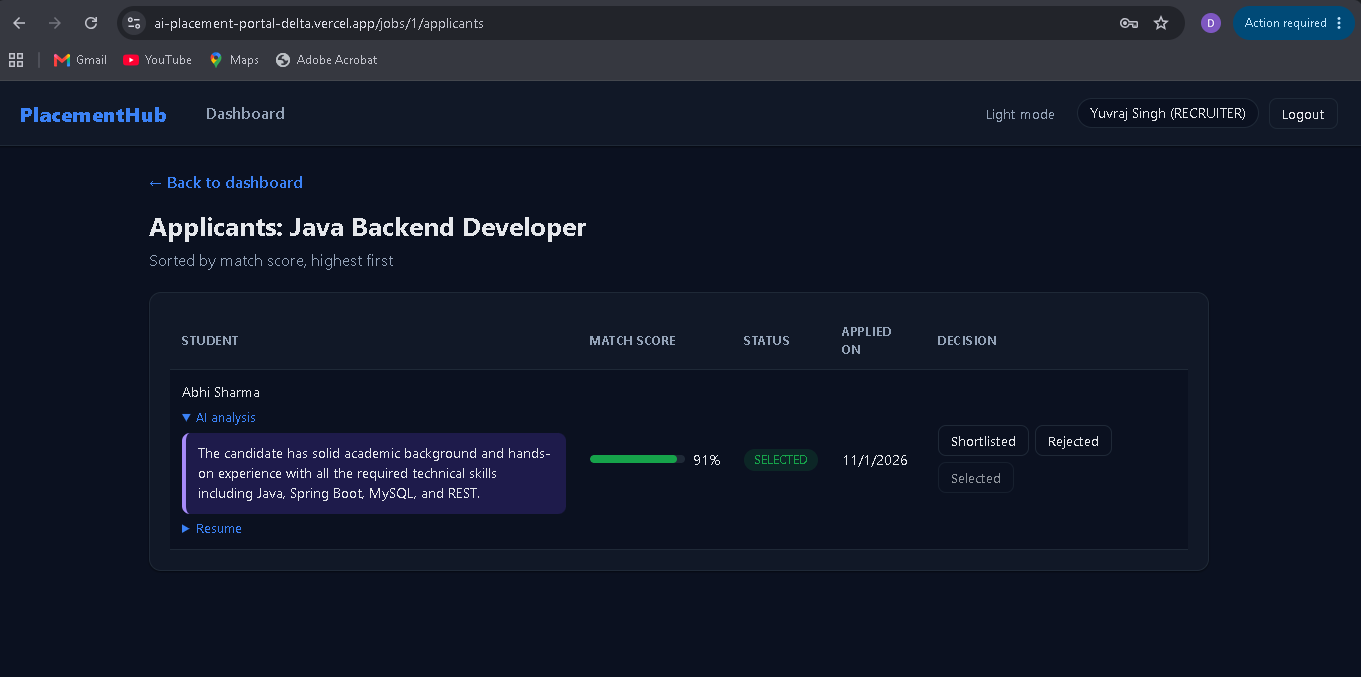 ai-placement-portal-delta.vercel.app/jobs/1/applicants
D
Action required
Gmail
YouTube
Maps
Adobe Acrobat
PlacementHub
Dashboard
Light mode
Yuvraj Singh (RECRUITER)
Logout
← Back to dashboard
Applicants: Java Backend Developer
Sorted by match score, highest first
STUDENT
MATCH SCORE
STATUS
APPLIED
ON
DECISION
Abhi Sharma
▼ AI analysis
The candidate has solid academic background and hands-
on experience with all the required technical skills
including Java, Spring Boot, MySQL, and REST.
▶ Resume
91%
SELECTED
11/1/2026
Shortlisted
Rejected
Selected